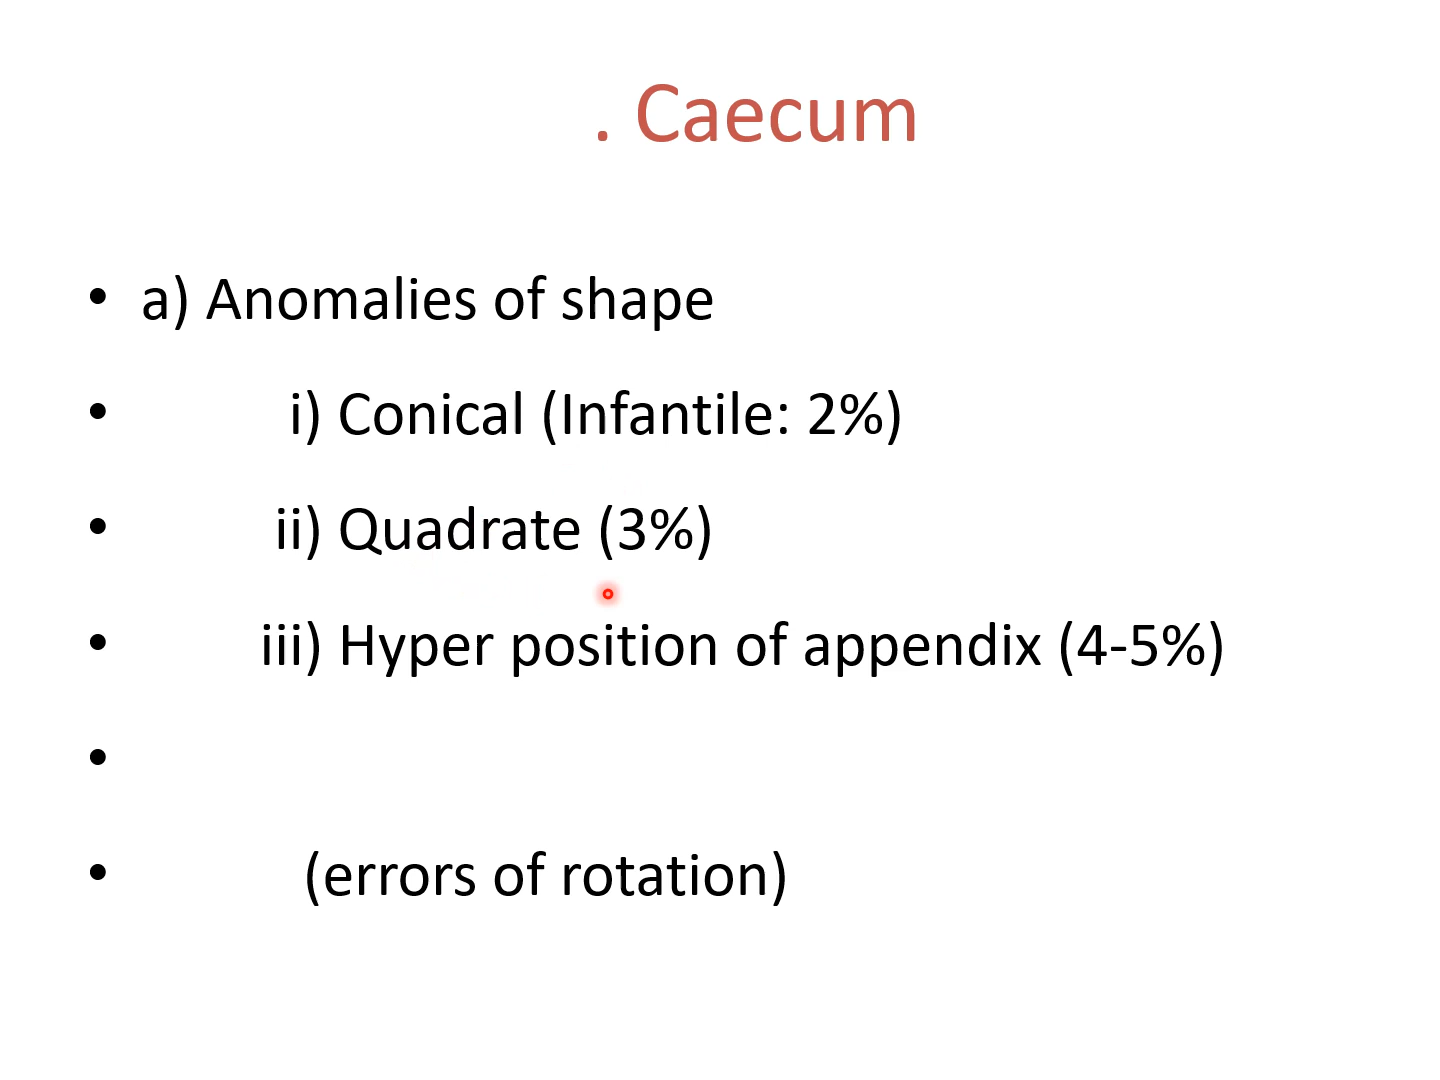 . Caecum
• a) Anomalies of shape
• i) Conical (Infantile: 2%)
• ii) Quadrate (3%)
• iii) Hyper position of appendix (4-5%)
•
• (errors of rotation)